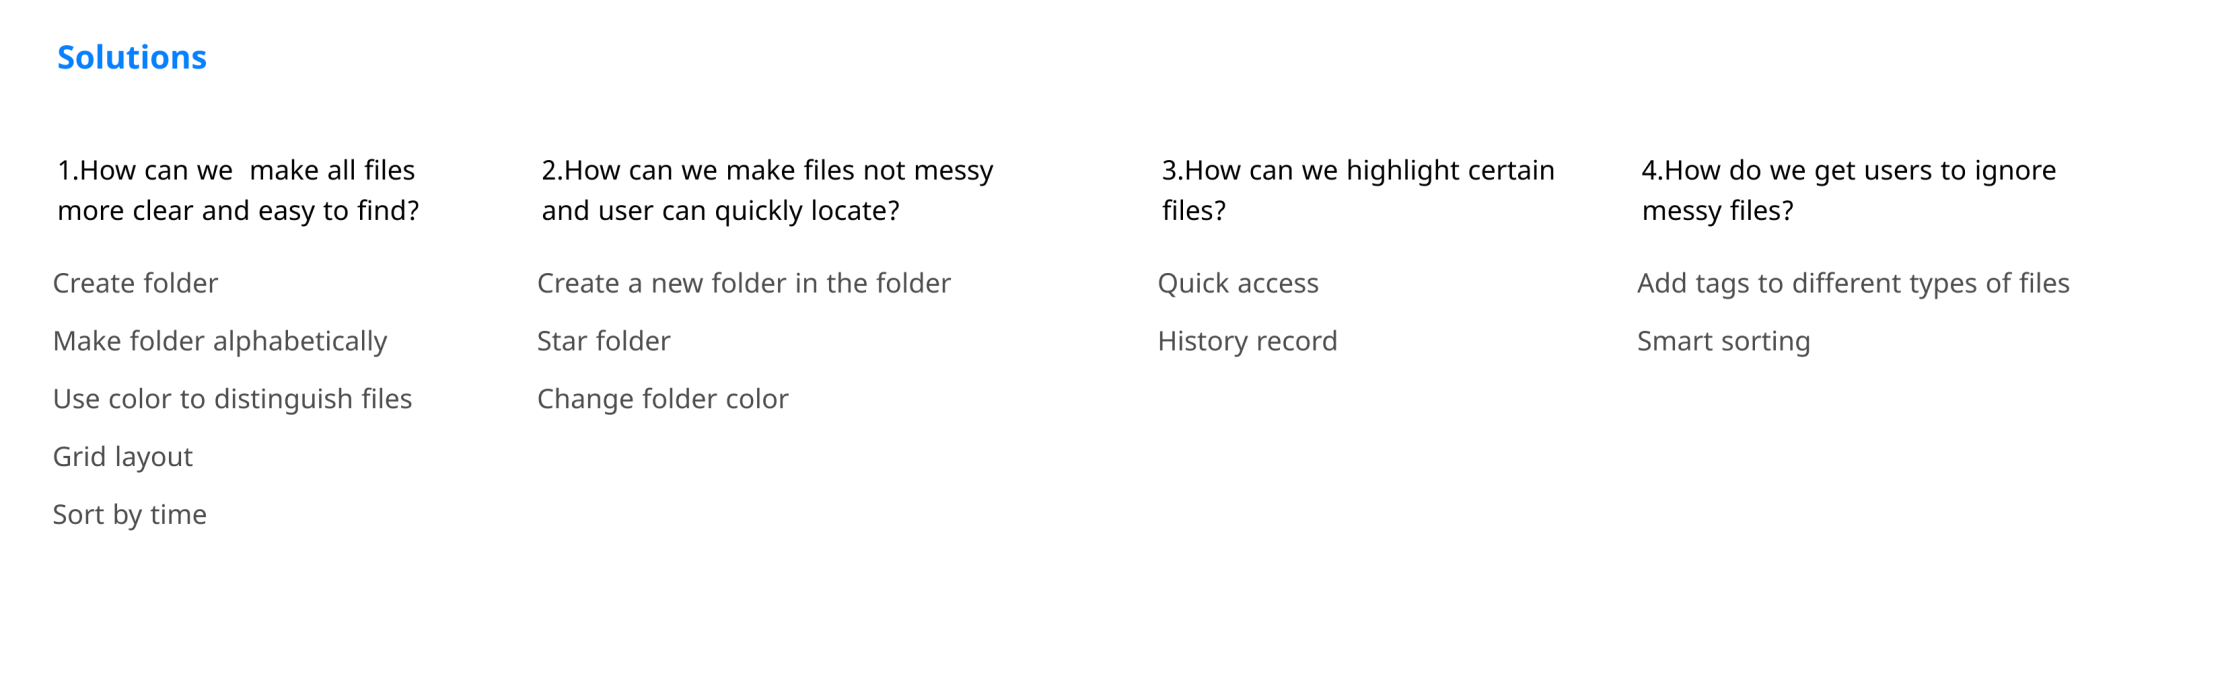 Solutions
1.How can we  make all files
more clear and easy to find?
Create folder
Make folder alphabetically
Use color to distinguish files
Grid layout
Sort by time
2.How can we make files not messy
and user can quickly locate?
Create a new folder in the folder
Star folder
Change folder color
3.How can we highlight certain
files?
Quick access
History record
4.How do we get users to ignore
messy files?
Add tags to different types of files
Smart sorting